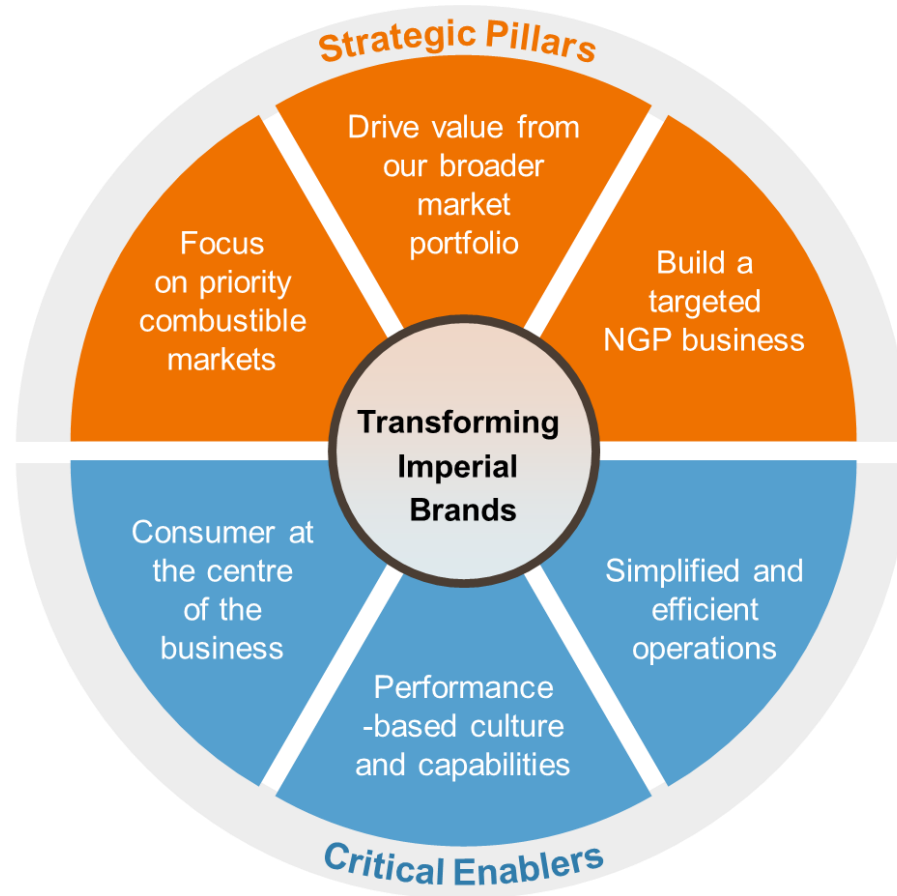 Strategic Pillars
Focus
on priority
combustible
markets
Drive value from
our broader
market
portfolio
Build a
targeted
NGP business
Transforming
Imperial
Brands
Consumer at
the centre
of the
business
Performance
-based culture
and capabilities
Simplified and
efficient
operations
Critical Enablers